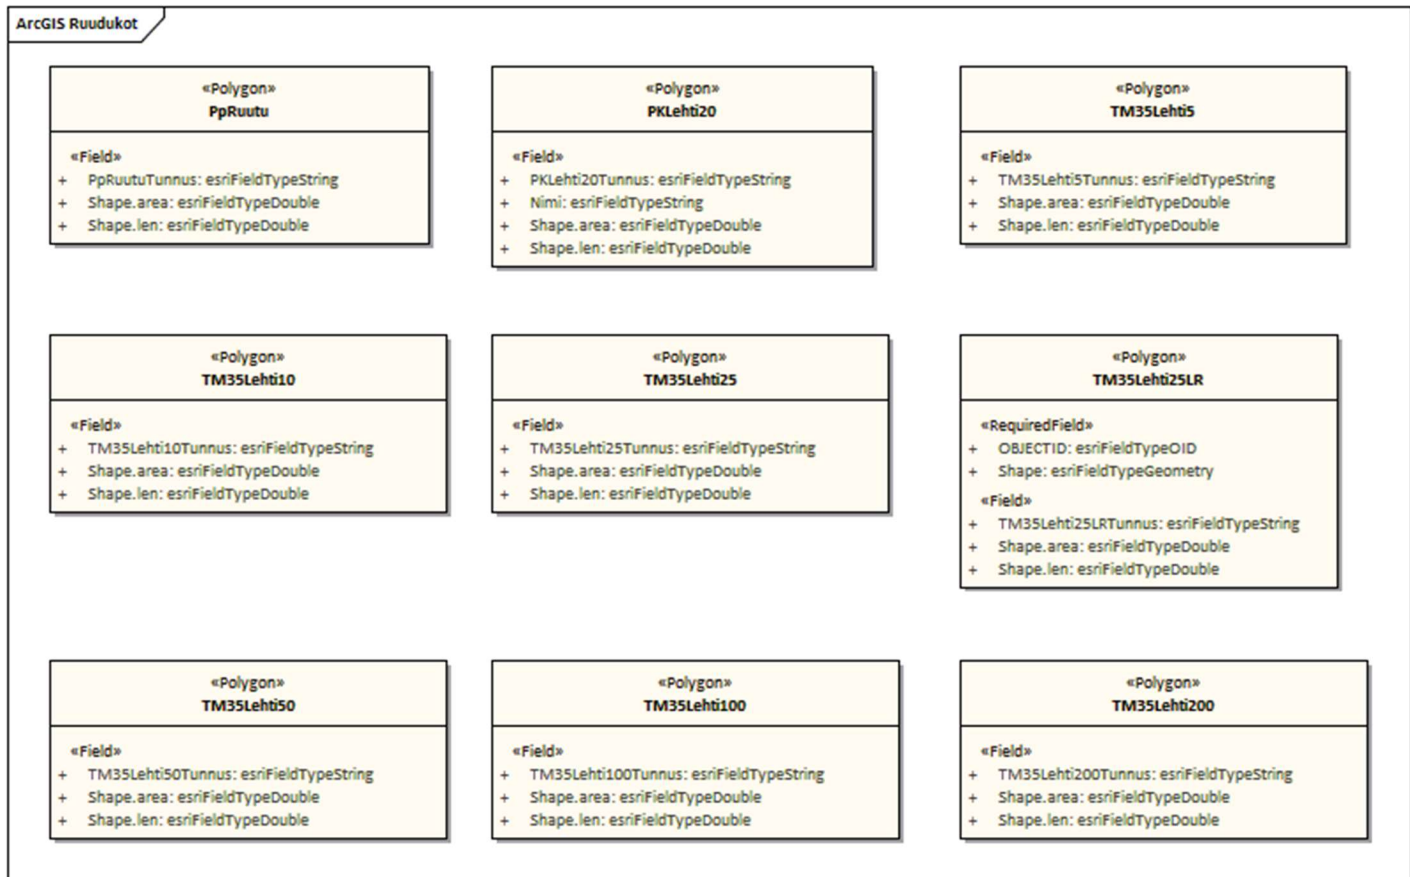 ArcGIS Ruudukot
«Polygon»
PpRuutu
«Field»
+ PpRuutuTunnus: esriFieldTypeString
+ Shape.area: esriFieldTypeDouble
+ Shape.len: esriFieldTypeDouble
«Polygon»
PKLehti20
«Field»
+ PKLehti20Tunnus: esriFieldTypeString
+ Nimi: esriFieldTypeString
+ Shape.area: esriFieldTypeDouble
+ Shape.len: esriFieldTypeDouble
«Polygon»
TM35Lehti5
«Field»
+ TM35Lehti5Tunnus: esriFieldTypeString
+ Shape.area: esriFieldTypeDouble
+ Shape.len: esriFieldTypeDouble
«Polygon»
TM35Lehti10
«Field»
+ TM35Lehti10Tunnus: esriFieldTypeString
+ Shape.area: esriFieldTypeDouble
+ Shape.len: esriFieldTypeDouble
«Polygon»
TM35Lehti25
«Field»
+ TM35Lehti25Tunnus: esriFieldTypeString
+ Shape.area: esriFieldTypeDouble
+ Shape.len: esriFieldTypeDouble
«Polygon»
TM35Lehti25LR
«RequiredField»
+ OBJECTID: esriFieldTypeOID
+ Shape: esriFieldTypeGeometry
«Field»
+ TM35Lehti25LRTunnus: esriFieldTypeString
+ Shape.area: esriFieldTypeDouble
+ Shape.len: esriFieldTypeDouble
«Polygon»
TM35Lehti50
«Field»
+ TM35Lehti50Tunnus: esriFieldTypeString
+ Shape.area: esriFieldTypeDouble
+ Shape.len: esriFieldTypeDouble
«Polygon»
TM35Lehti100
«Field»
+ TM35Lehti100Tunnus: esriFieldTypeString
+ Shape.area: esriFieldTypeDouble
+ Shape.len: esriFieldTypeDouble
«Polygon»
TM35Lehti200
«Field»
+ TM35Lehti200Tunnus: esriFieldTypeString
+ Shape.area: esriFieldTypeDouble
+ Shape.len: esriFieldTypeDouble